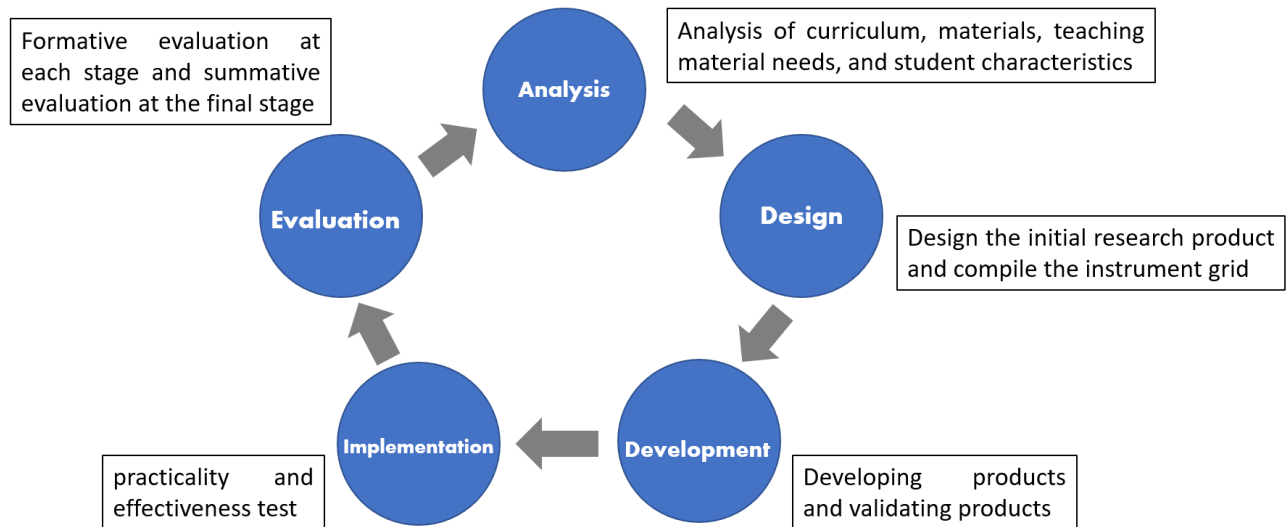 Analysis
Analysis of curriculum, materials, teaching
material needs, and student characteristics
Design
Design the initial research product
and compile the instrument grid
Development
Developing products
and validating products
Implementation
practicality and
effectiveness test
Evaluation
Formative evaluation at
each stage and summative
evaluation at the final stage